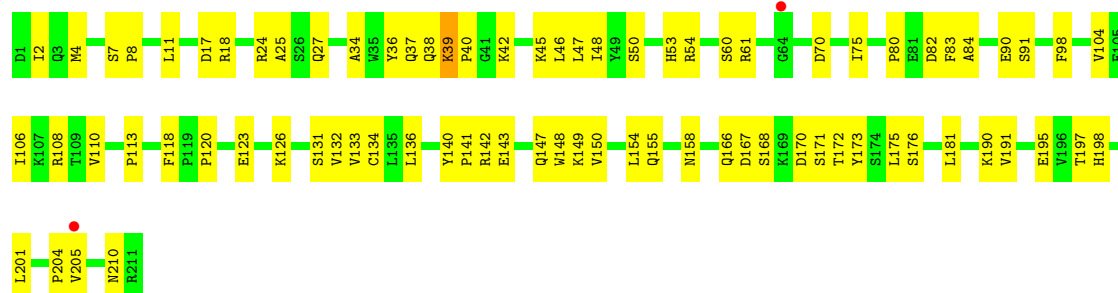 D1 I2 Q3 M4 S7 P8 L11 D17 R18 R24 A25 S26 Q27 A34 W35 Y36 Q37 Q38 K39 P40 G41 K42 K45 L46 L47 I48 Y49 S50 H53 R54 S60 R61 G64 D70 I75 P80 E81 D82 F83 A84 E90 S91 F98 V104 E105
I106 K107 R108 T109 V110 P113 F118 P119 P120 E123 K126 S131 V132 V133 C134 L135 L136 Y140 P141 R142 E143 Q147 W148 K149 V150 L154 Q155 N158 Q166 D167 S168 K169 D170 S171 T172 Y173 S174 L175 S176 L181 K190 V191 E195 V196 T197 H198
L201 P204 V205 N210 R211